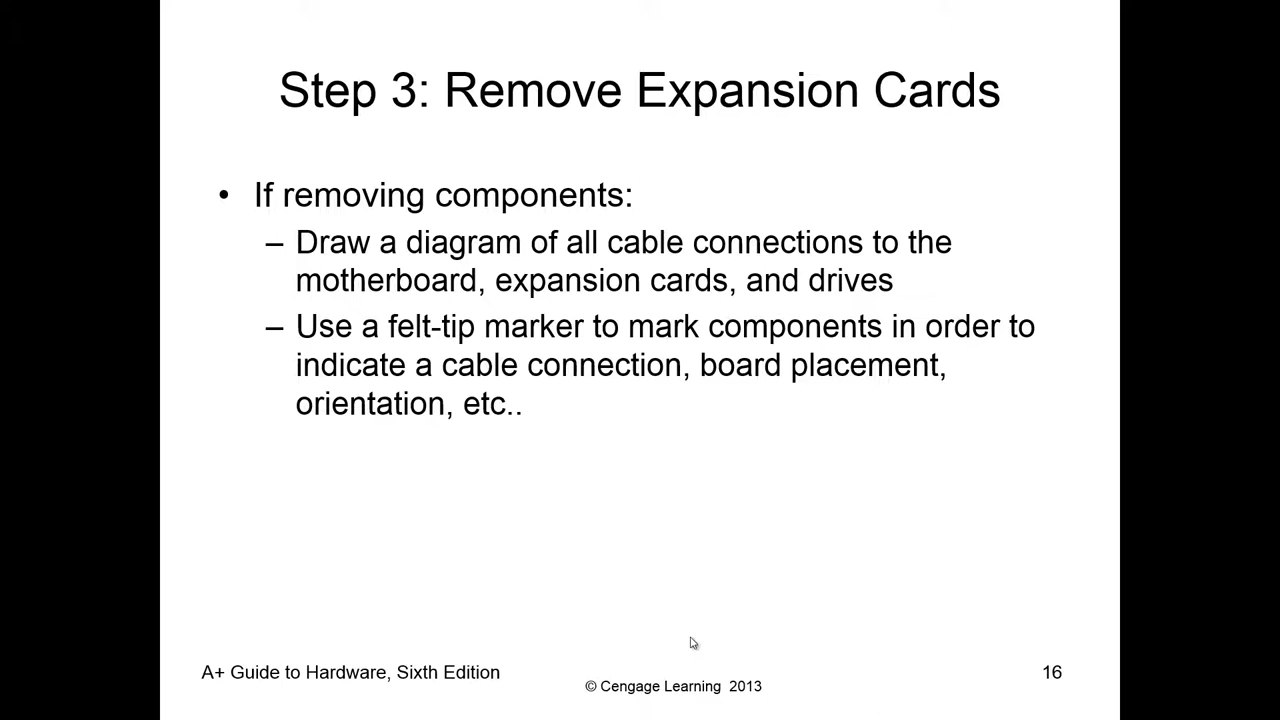 Step 3: Remove Expansion Cards
• If removing components:
– Draw a diagram of all cable connections to the
motherboard, expansion cards, and drives
– Use a felt-tip marker to mark components in order to
indicate a cable connection, board placement,
orientation, etc..
A+ Guide to Hardware, Sixth Edition
© Cengage Learning 2013
16